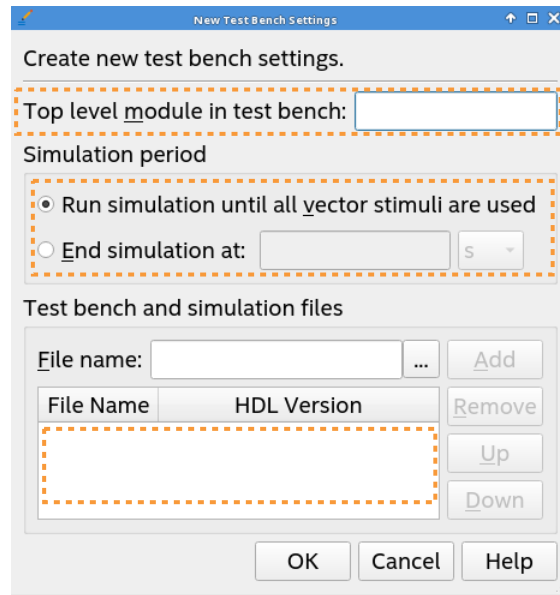 New Test Bench Settings
Create new test bench settings.
Top level module in test bench:
Simulation period
Run simulation until all vector stimuli are used
End simulation at: s
Test bench and simulation files
File name: ... Add
File Name HDL Version Remove
Up
Down
OK Cancel Help